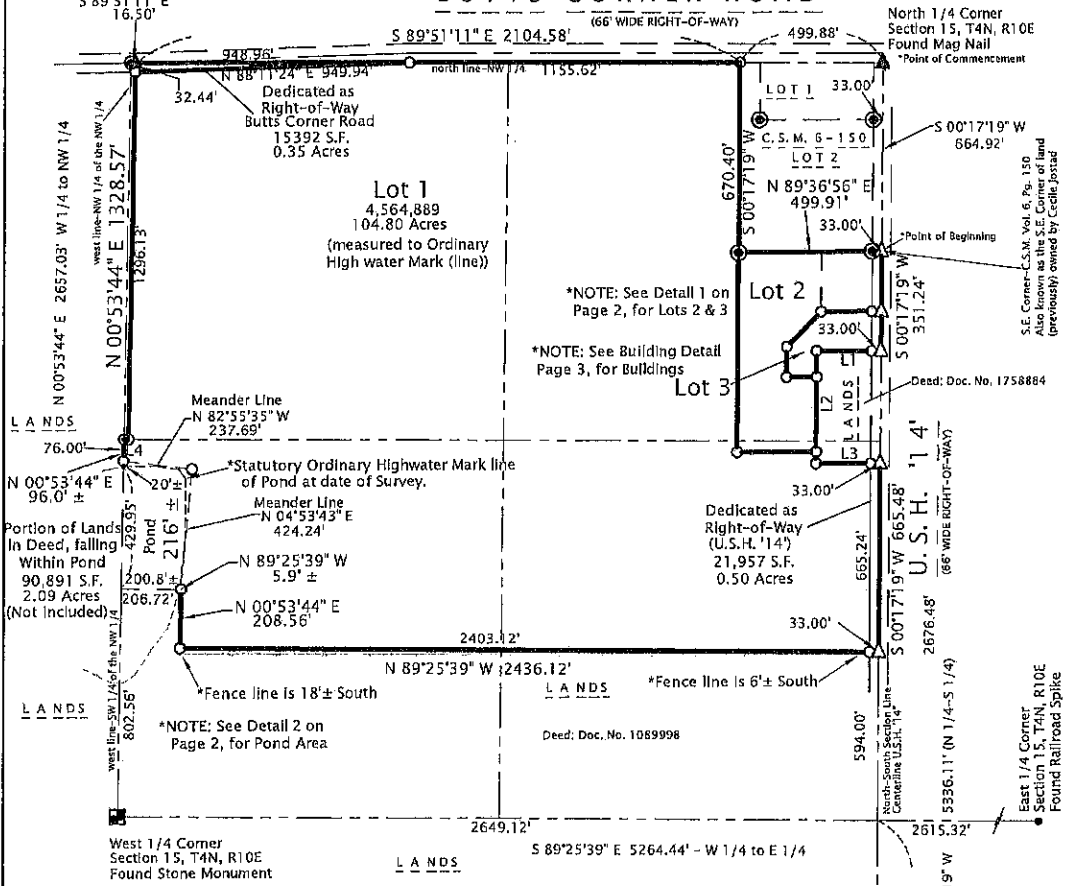 S 89°51'11" E
16.50'
(66' WIDE RIGHT-OF-WAY)
S 89°51'11" E 2104.58'
499.88'
North 1/4 Corner
Section 15, T4N, R10E
Found Mag Nail
*Point of Commencement
948.96'
N 88°11'24" E 949.94'
north line-NW 1/4
1155.62'
32.44'
Dedicated as
Right-of-Way
Butts Corner Road
15392 S.F.
0.35 Acres
LOT 1
33.00'
C.S.M. 6-150
LOT 2
S 00°17'19" W
664.92'
N 00°53'44" E 2657.03' W 1/4 to NW 1/4
west line-NW 1/4 of the NW 1/4
N 00°53'44" E 1328.57'
1296.13'
Lot 1
4,564,889
104.80 Acres
(measured to Ordinary
High water Mark (line))
670.40'
S 00°17'19" W
N 89°36'56" E
499.91'
33.00'
*Point of Beginning
S.E. Corner-C.S.M. Vol. 6, Pg. 150
Also known as the S.E. Corner of land
(previously) owned by Cecile Jostad
*NOTE: See Detail 1 on
Page 2, for Lots 2 & 3
Lot 2
33.00'
S 00°17'19" W
351.24'
*NOTE: See Building Detail
Page 3, for Buildings
Lot 3
L1
L2
LANDS
L3
Deed: Doc. No. 1758884
LANDS
Meander Line
N 82°55'35" W
237.69'
76.00'
L4
N 00°53'44" E
96.0' ±
20'±
*Statutory Ordinary Highwater Mark line
of Pond at date of Survey.
Meander Line
N 04°53'43" E
424.24'
33.00'
Portion of Lands
in Deed, falling
Within Pond
90,891 S.F.
2.09 Acres
(Not Included)
429.95'
Pond
216' ±
Dedicated as
Right-of-Way
(U.S.H. '14')
21,957 S.F.
0.50 Acres
665.24'
S 00°17'19" W 665.48'
U.S.H. '14'
(66' WIDE RIGHT-OF-WAY)
N 89°25'39" W
5.9' ±
200.8'±
206.72'
N 00°53'44" E
208.56'
2403.12'
33.00'
2676.48'
N 89°25'39" W 2436.12'
LANDS
*Fence line is 6'± South
*Fence line is 18'± South
LANDS
west line-SW 1/4 of the NW 1/4
802.56'
*NOTE: See Detail 2 on
Page 2, for Pond Area
Deed: Doc. No. 1089998
594.00'
North-South Section Line
Centerline U.S.H. '14'
5336.11' (N 1/4-S 1/4)
East 1/4 Corner
Section 15, T4N, R10E
Found Railroad Spike
2649.12'
2615.32'
West 1/4 Corner
Section 15, T4N, R10E
Found Stone Monument
LANDS
S 89°25'39" E 5264.44' - W 1/4 to E 1/4
9" W